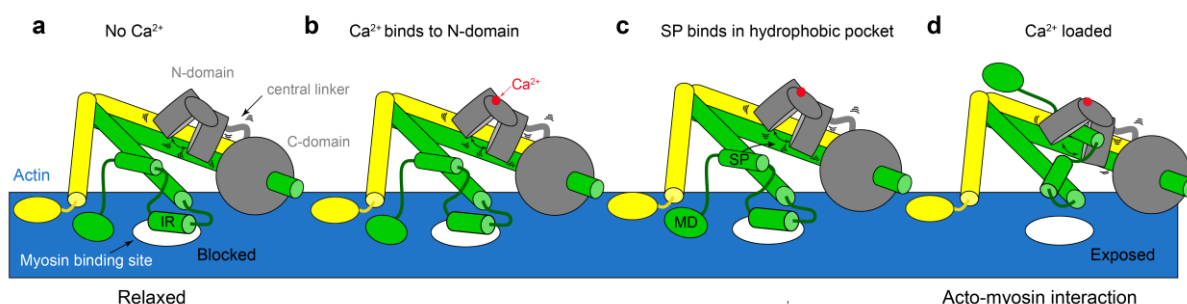 a No Ca²⁺
b Ca²⁺ binds to N-domain
c SP binds in hydrophobic pocket
d Ca²⁺ loaded
N-domain
central linker
C-domain
Actin
IR
Myosin binding site
Blocked
Relaxed
Ca²⁺
SP
MD
Exposed
Acto-myosin interaction